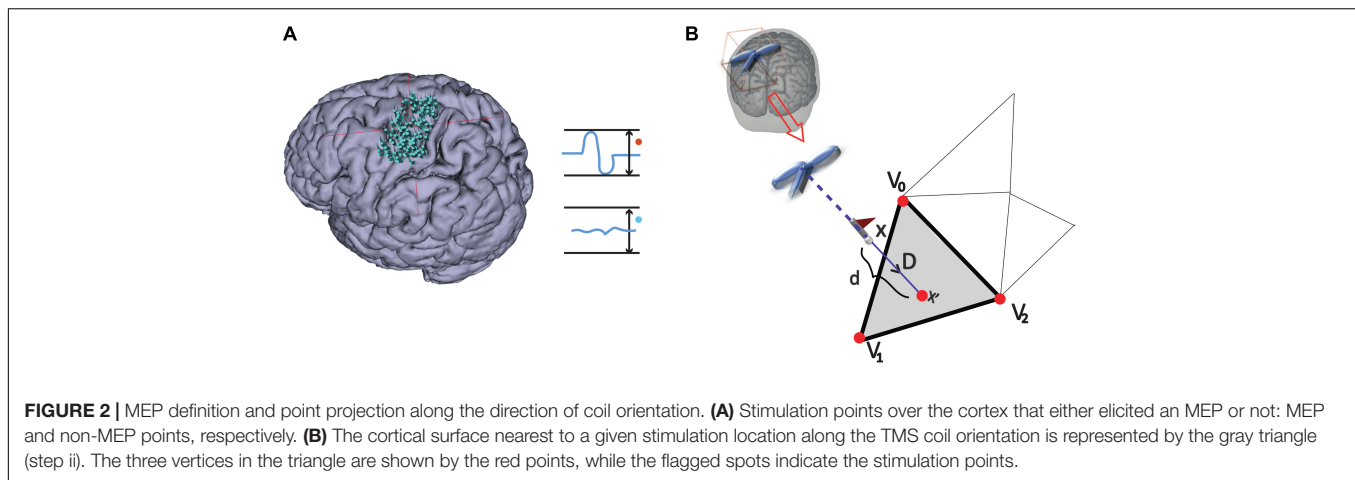 A
B
V0
x
D
d
x'
V2
V1
FIGURE 2 | MEP definition and point projection along the direction of coil orientation. (A) Stimulation points over the cortex that either elicited an MEP or not: MEP
and non-MEP points, respectively. (B) The cortical surface nearest to a given stimulation location along the TMS coil orientation is represented by the gray triangle
(step ii). The three vertices in the triangle are shown by the red points, while the flagged spots indicate the stimulation points.